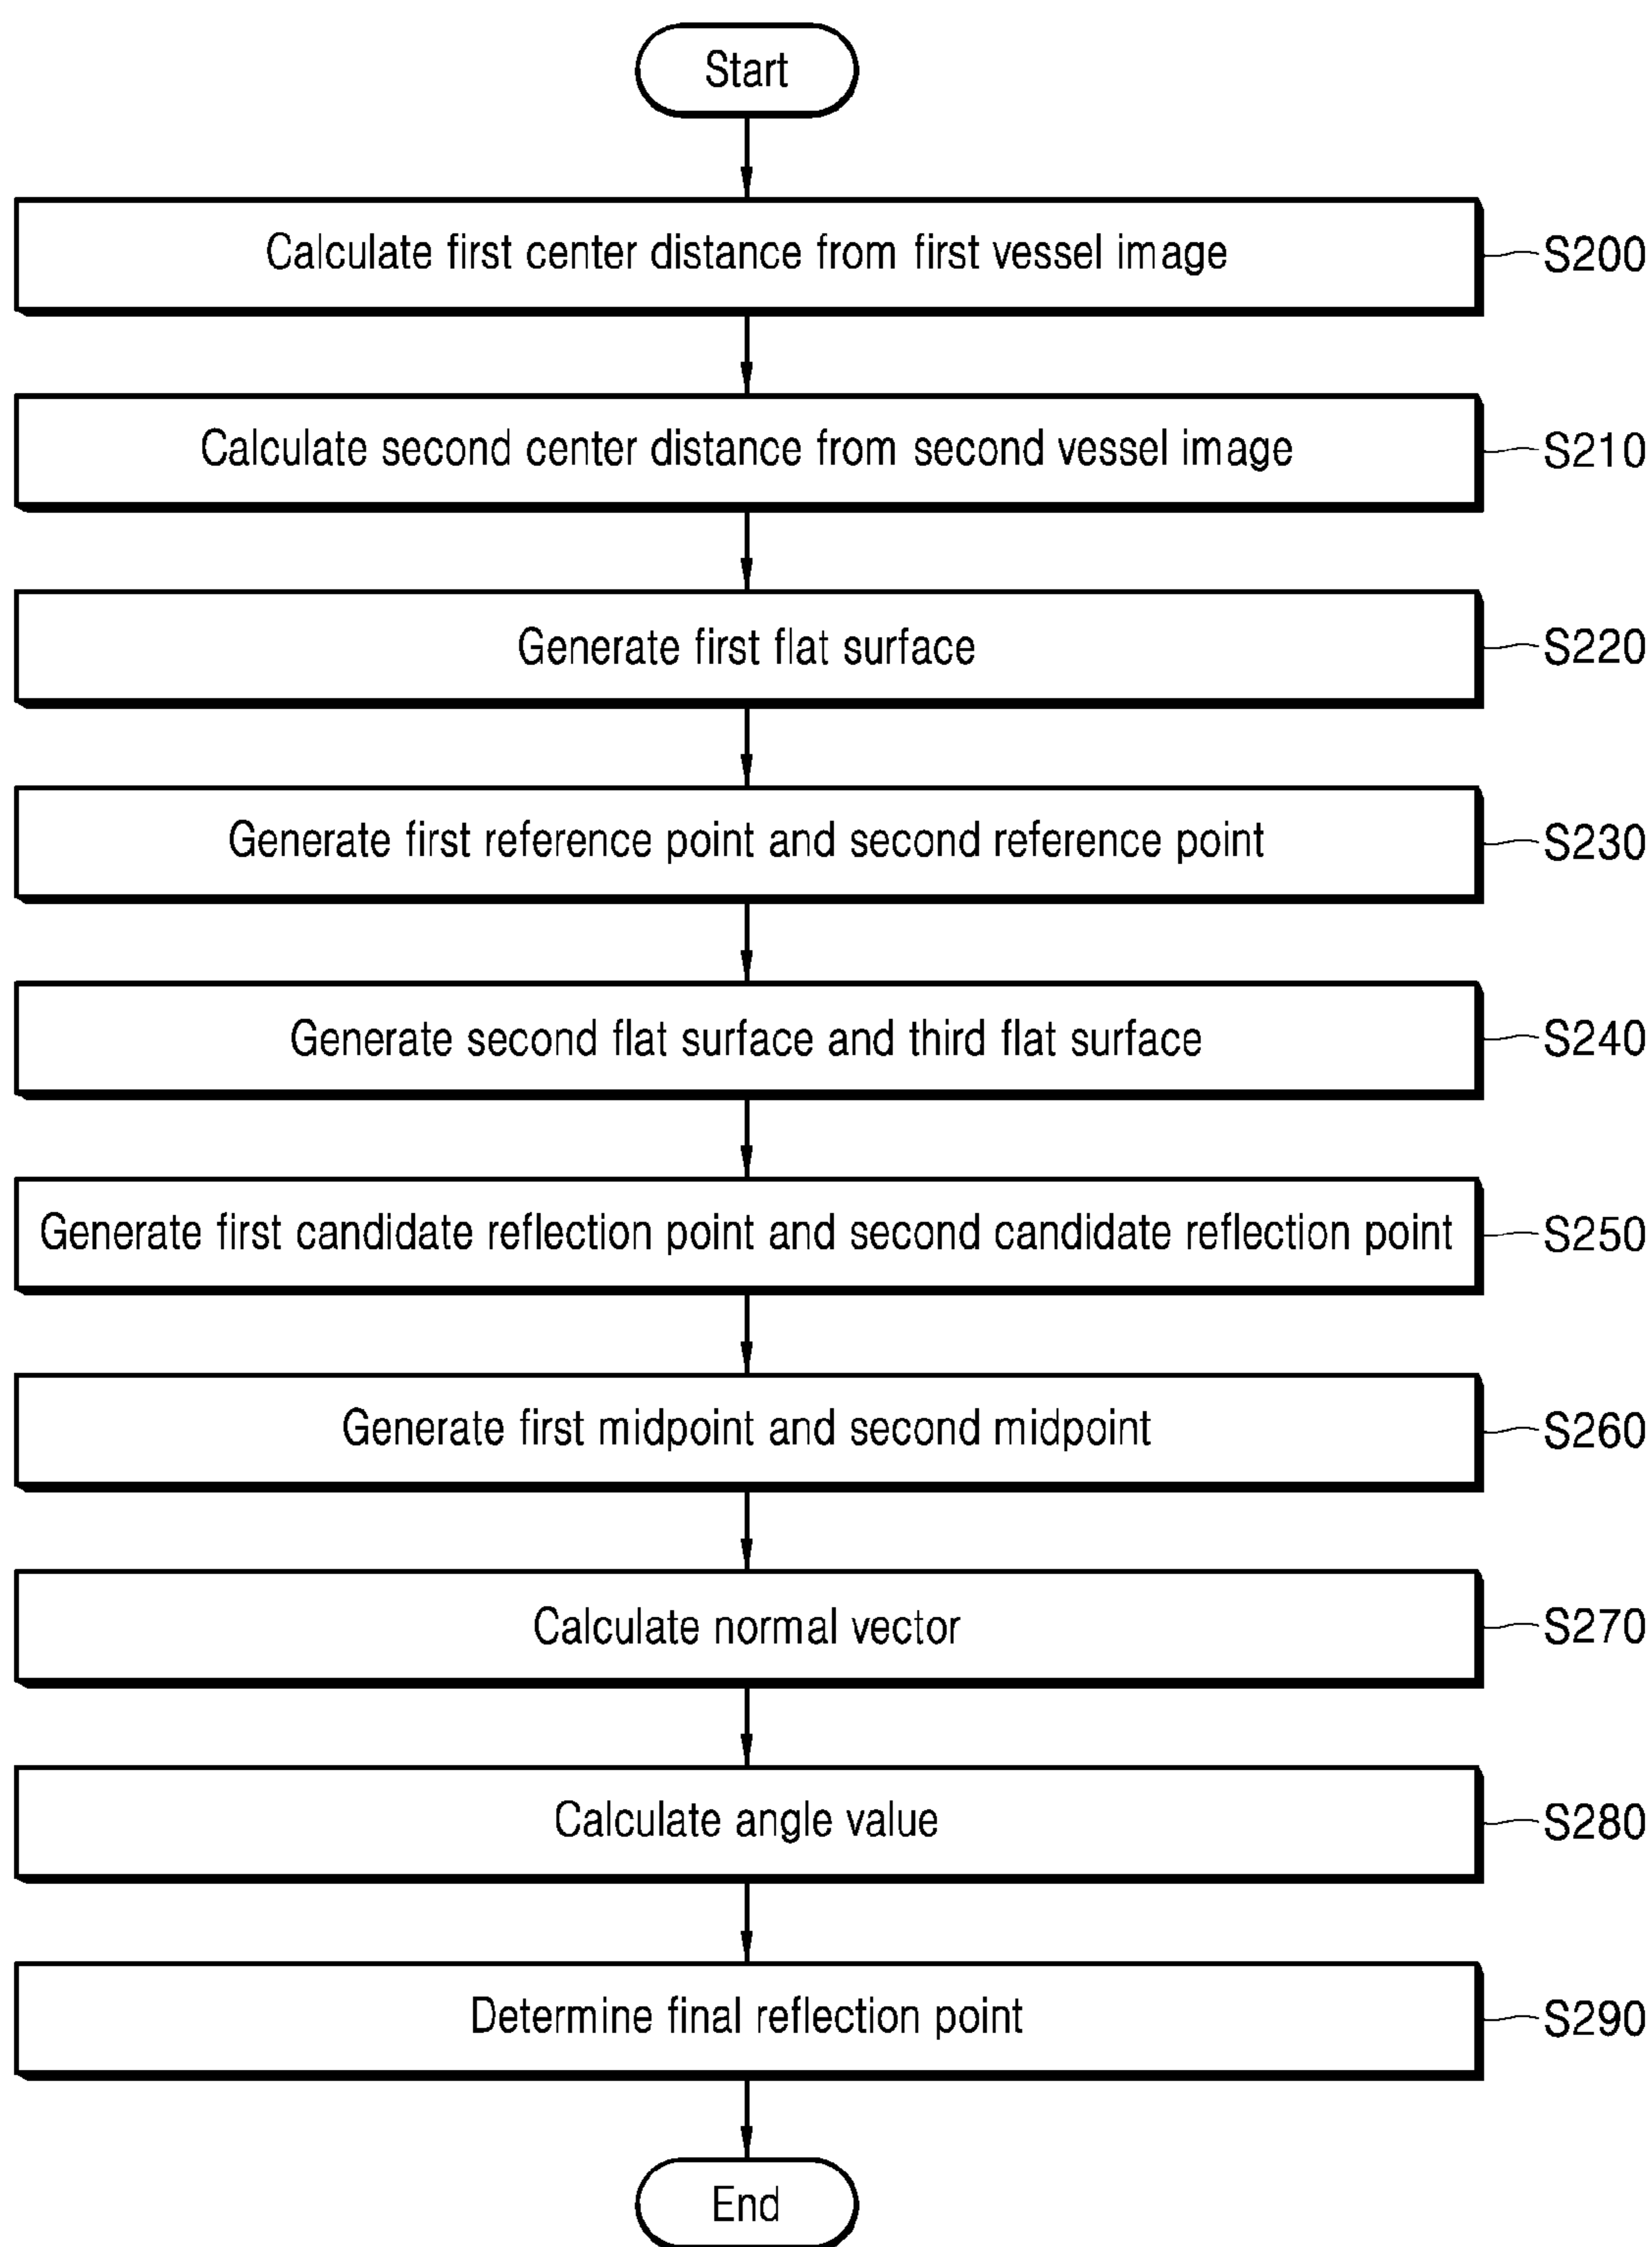 Start
Calculate first center distance from first vessel image
S200
Calculate second center distance from second vessel image
S210
Generate first flat surface
S220
Generate first reference point and second reference point
S230
Generate second flat surface and third flat surface
S240
Generate first candidate reflection point and second candidate reflection point
S250
Generate first midpoint and second midpoint
S260
Calculate normal vector
S270
Calculate angle value
S280
Determine final reflection point
S290
End